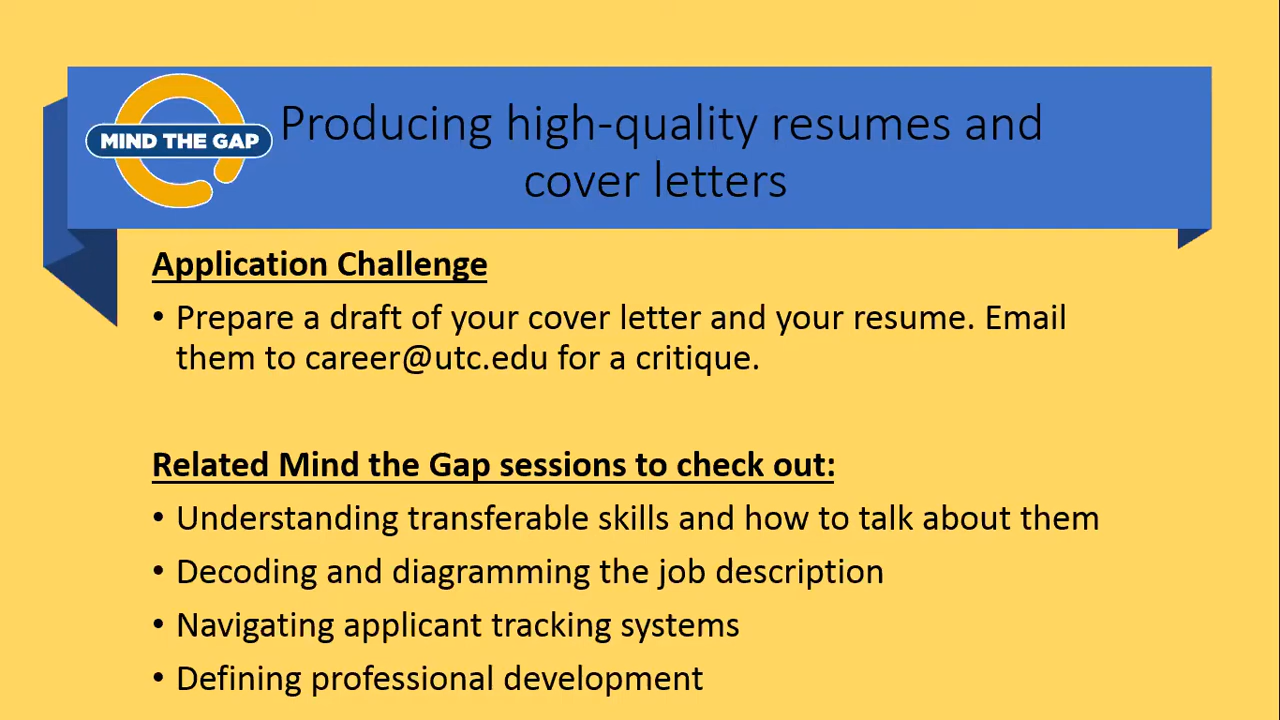 MIND THE GAP
Producing high-quality resumes and
cover letters
Application Challenge
• Prepare a draft of your cover letter and your resume. Email
them to career@utc.edu for a critique.
Related Mind the Gap sessions to check out:
• Understanding transferable skills and how to talk about them
• Decoding and diagramming the job description
• Navigating applicant tracking systems
• Defining professional development